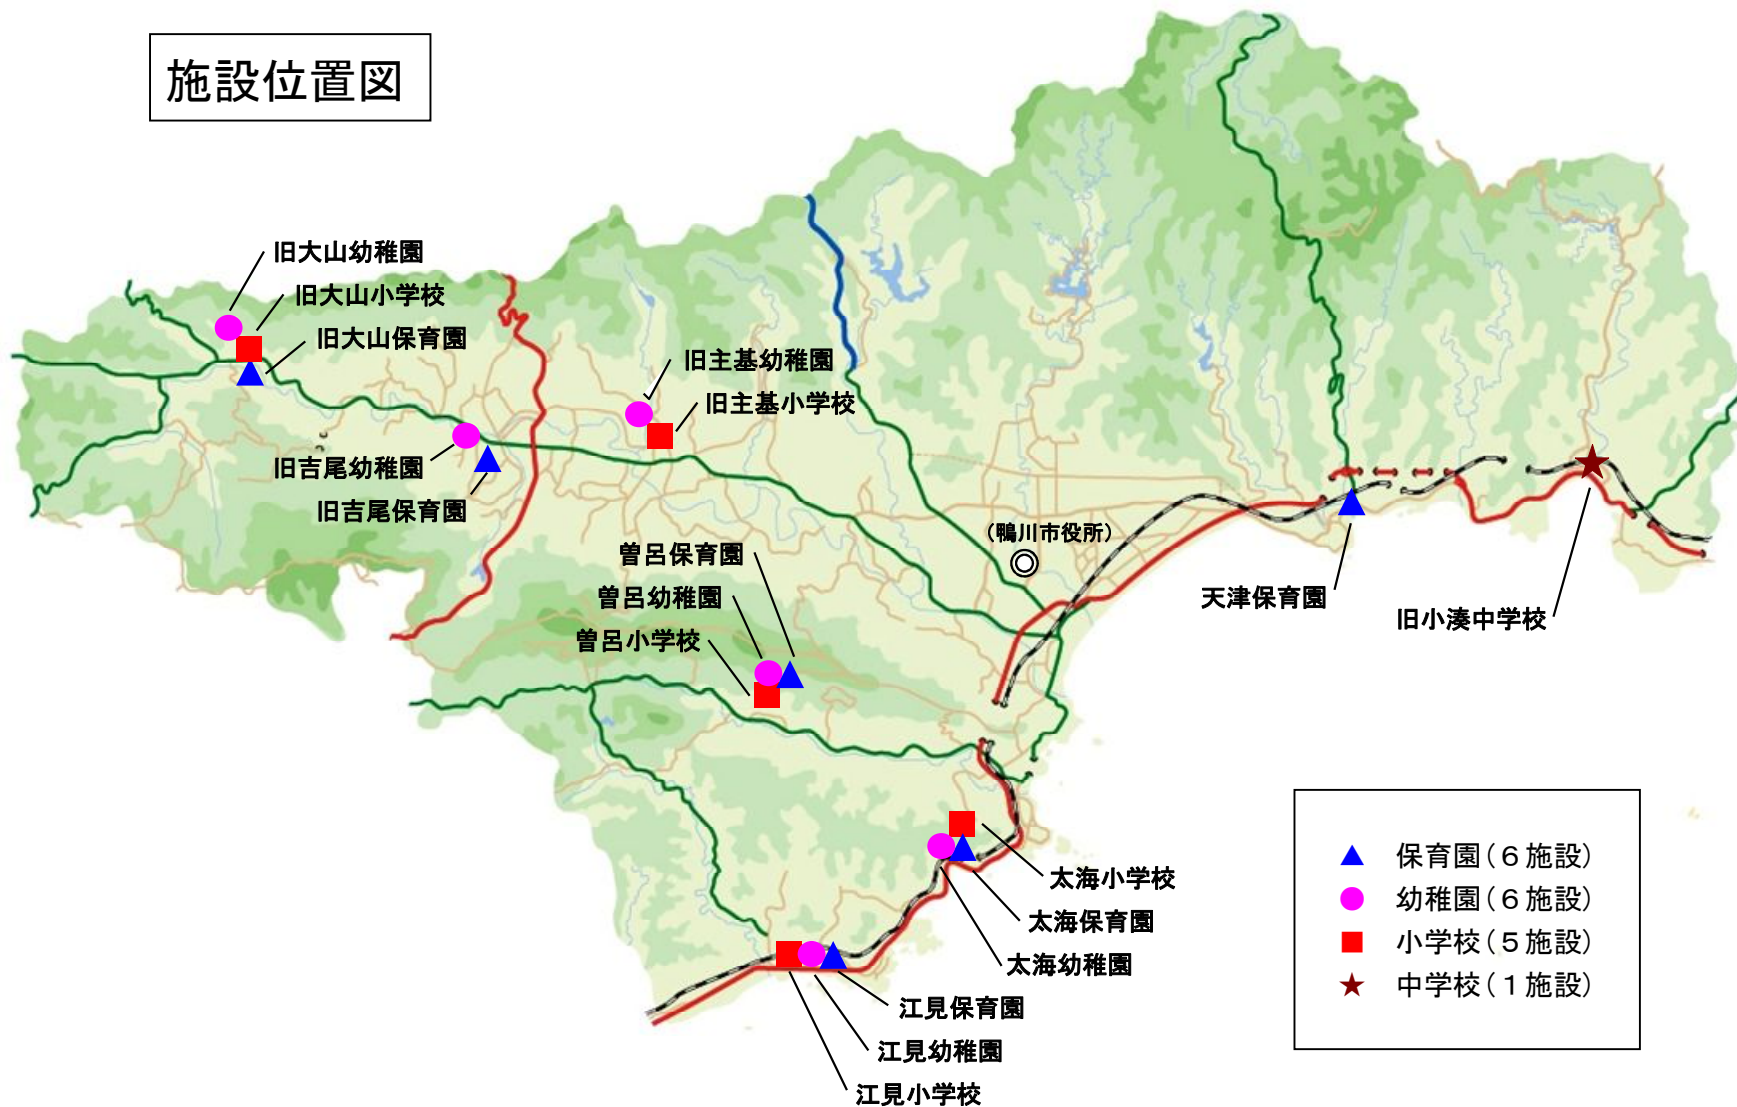 施設位置図
旧大山幼稚園
旧大山小学校
旧大山保育園
旧主基幼稚園
旧主基小学校
旧吉尾幼稚園
旧吉尾保育園
（鴨川市役所）
曽呂保育園
曽呂幼稚園
曽呂小学校
天津保育園
旧小湊中学校
太海小学校
太海保育園
太海幼稚園
江見保育園
江見幼稚園
江見小学校
保育園（６施設）
幼稚園（６施設）
小学校（５施設）
中学校（１施設）